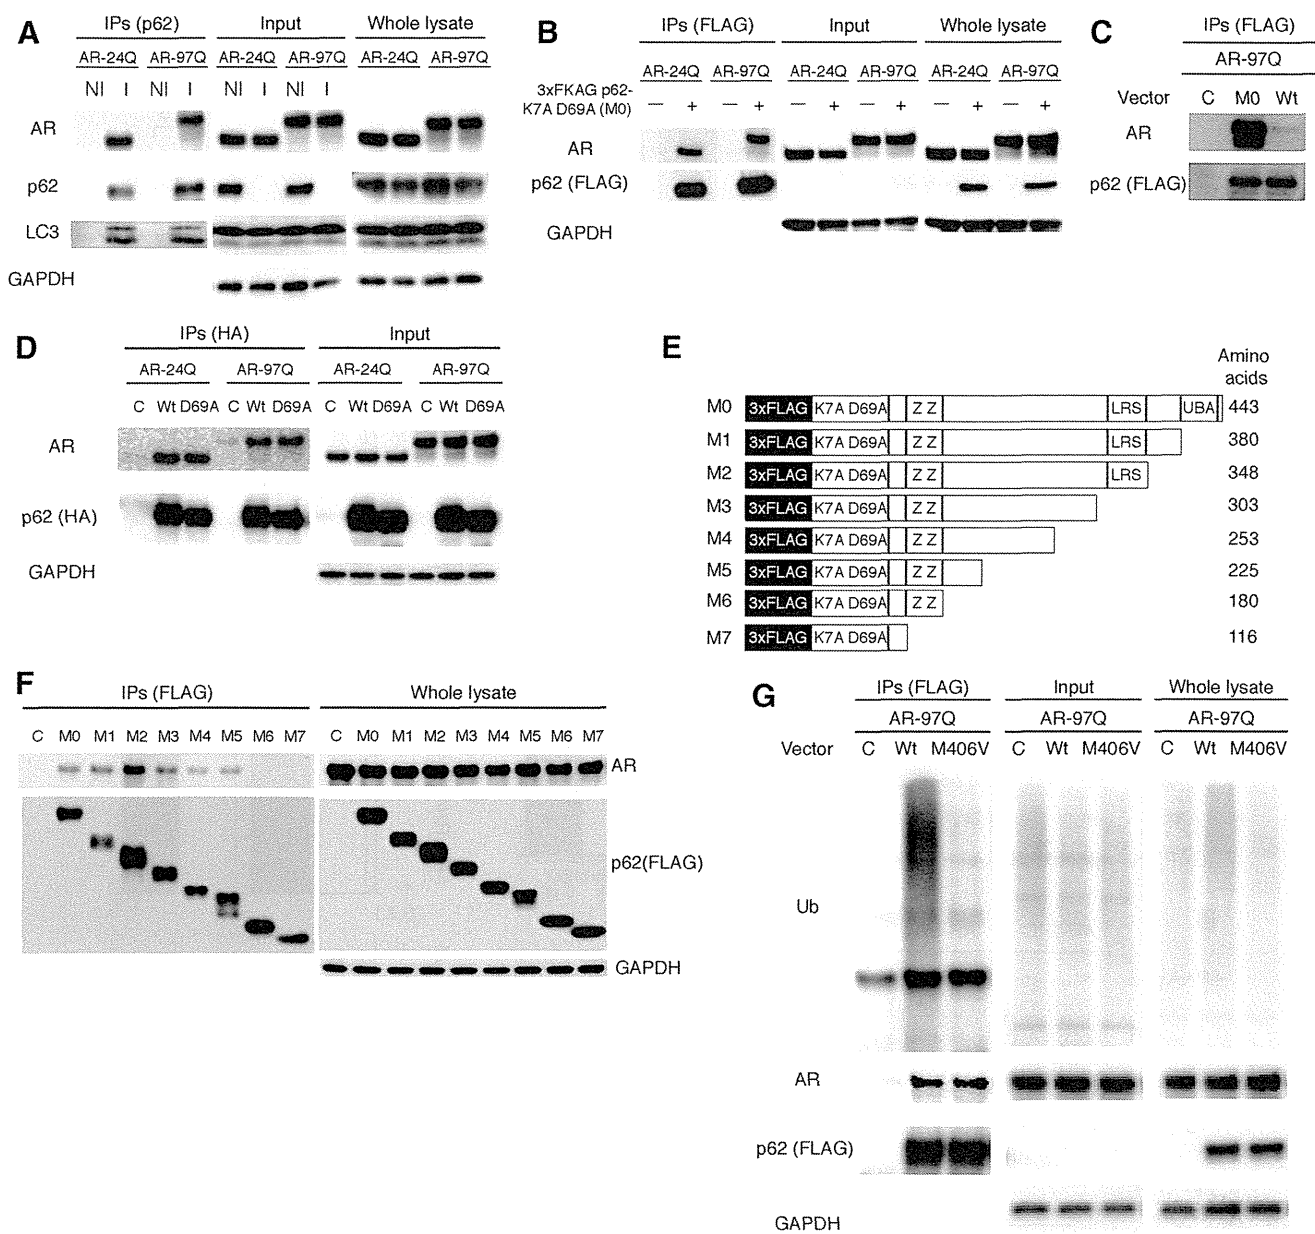 A
IPs (p62) Input Whole lysate
AR-24Q AR-97Q AR-24Q AR-97Q AR-24Q AR-97Q
NI I NI I NI I NI I
AR
p62
LC3
GAPDH
B
IPs (FLAG) Input Whole lysate
AR-24Q AR-97Q AR-24Q AR-97Q AR-24Q AR-97Q
3xFKAG p62-
K7A D69A (M0) — + — + — + — + — + — +
AR
p62 (FLAG)
GAPDH
C
IPs (FLAG)
AR-97Q
Vector C M0 Wt
AR
p62 (FLAG)
D
IPs (HA) Input
AR-24Q AR-97Q AR-24Q AR-97Q
C Wt D69A C Wt D69A C Wt D69A C Wt D69A
AR
p62 (HA)
GAPDH
E
Amino
acids
M0 3xFLAG K7A D69A Z Z LRS UBA 443
M1 3xFLAG K7A D69A Z Z LRS 380
M2 3xFLAG K7A D69A Z Z LRS 348
M3 3xFLAG K7A D69A Z Z 303
M4 3xFLAG K7A D69A Z Z 253
M5 3xFLAG K7A D69A Z Z 225
M6 3xFLAG K7A D69A Z Z 180
M7 3xFLAG K7A D69A 116
F
IPs (FLAG) Whole lysate
C M0 M1 M2 M3 M4 M5 M6 M7 C M0 M1 M2 M3 M4 M5 M6 M7
AR
p62(FLAG)
GAPDH
G
IPs (FLAG) Input Whole lysate
AR-97Q AR-97Q AR-97Q
Vector C Wt M406V C Wt M406V C Wt M406V
Ub
AR
p62 (FLAG)
GAPDH